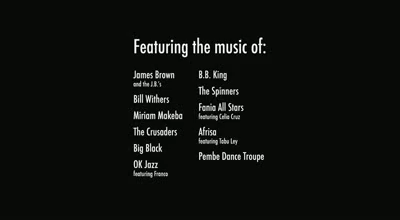 Featuring the music of:
James Brown
and the J.B.'s
Bill Withers
Miriam Makeba
The Crusaders
Big Black
OK Jazz
featuring Franco
B.B. King
The Spinners
Fania All Stars
featuring Celia Cruz
Afrisa
featuring Tabu Ley
Pembe Dance Troupe